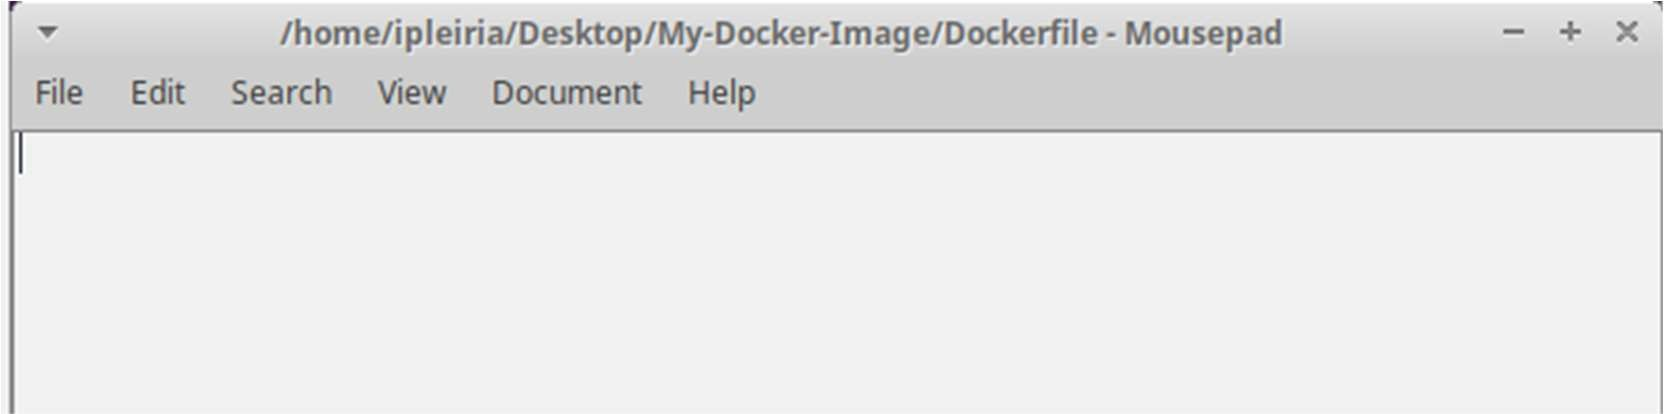 /home/ipleiria/Desktop/My-Docker-Image/Dockerfile - Mousepad
File Edit Search View Document Help